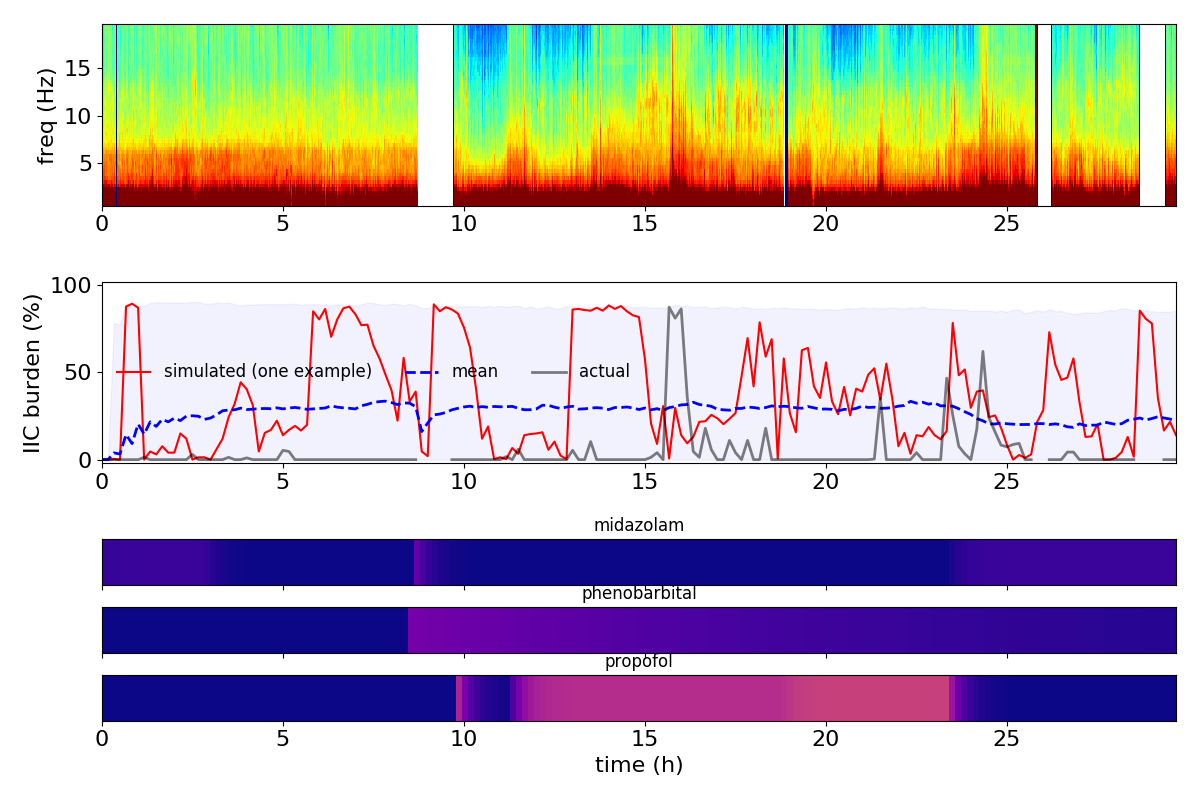 freq (Hz)
15
10
5
0 5 10 15 20 25
IIC burden (%)
100
50
0
simulated (one example) mean actual
0 5 10 15 20 25
midazolam
phenobarbital
propofol
0 5 10 15 20 25
time (h)